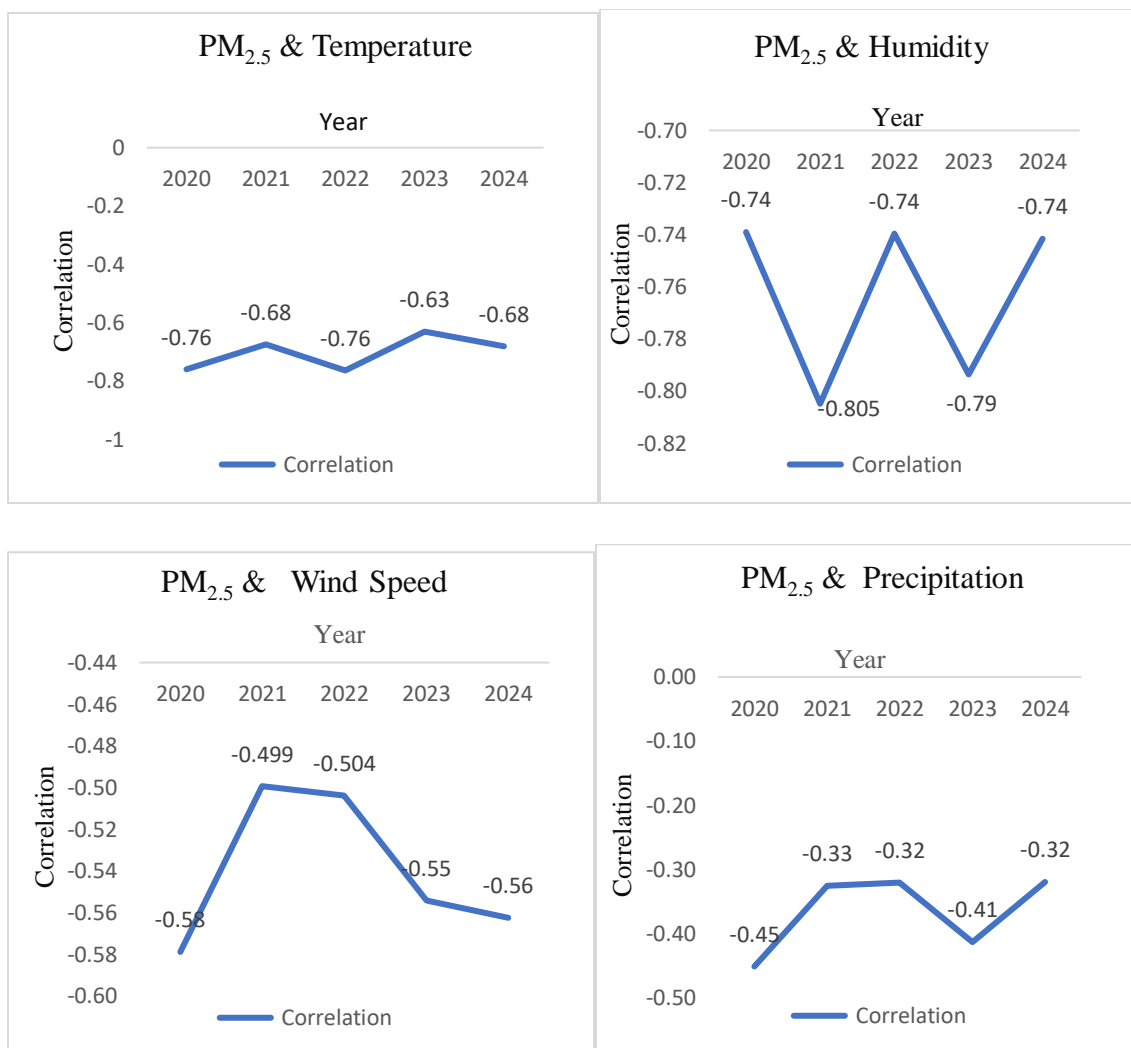 PM2.5 & Temperature
Year
0
2020 2021 2022 2023 2024
-0.2
-0.4
-0.6
-0.8
-1
Correlation
-0.76 -0.68 -0.76 -0.63 -0.68
Correlation
PM2.5 & Humidity
Year
-0.70
2020 2021 2022 2023 2024
-0.72
-0.74
-0.76
-0.78
-0.80
-0.82
Correlation
-0.74 -0.805 -0.74 -0.79 -0.74
Correlation
PM2.5 & Wind Speed
Year
-0.44
2020 2021 2022 2023 2024
-0.46
-0.48
-0.50
-0.52
-0.54
-0.56
-0.58
-0.60
Correlation
-0.58 -0.499 -0.504 -0.55 -0.56
Correlation
PM2.5 & Precipitation
Year
0.00
2020 2021 2022 2023 2024
-0.10
-0.20
-0.30
-0.40
-0.50
Correlation
-0.45 -0.33 -0.32 -0.41 -0.32
Correlation